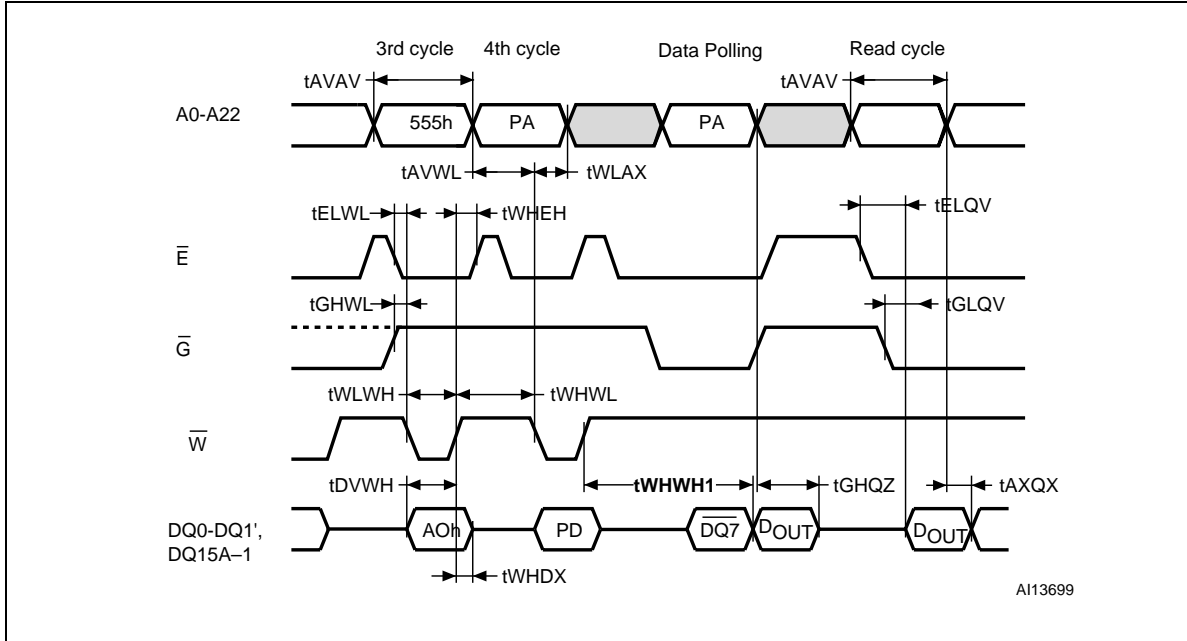 3rd cycle 4th cycle Data Polling Read cycle
tAVAV tAVAV
A0-A22 555h PA PA
tAVWL tWLAX
tELWL tWHEH tELQV
E
tGHWL tGLQV
G
tWLWH tWHWL
W
tDVWH tWHWH1 tGHQZ tAXQX
DQ0-DQ1', AOh PD DQ7 DOUT DOUT
DQ15A–1
tWHDX
AI13699